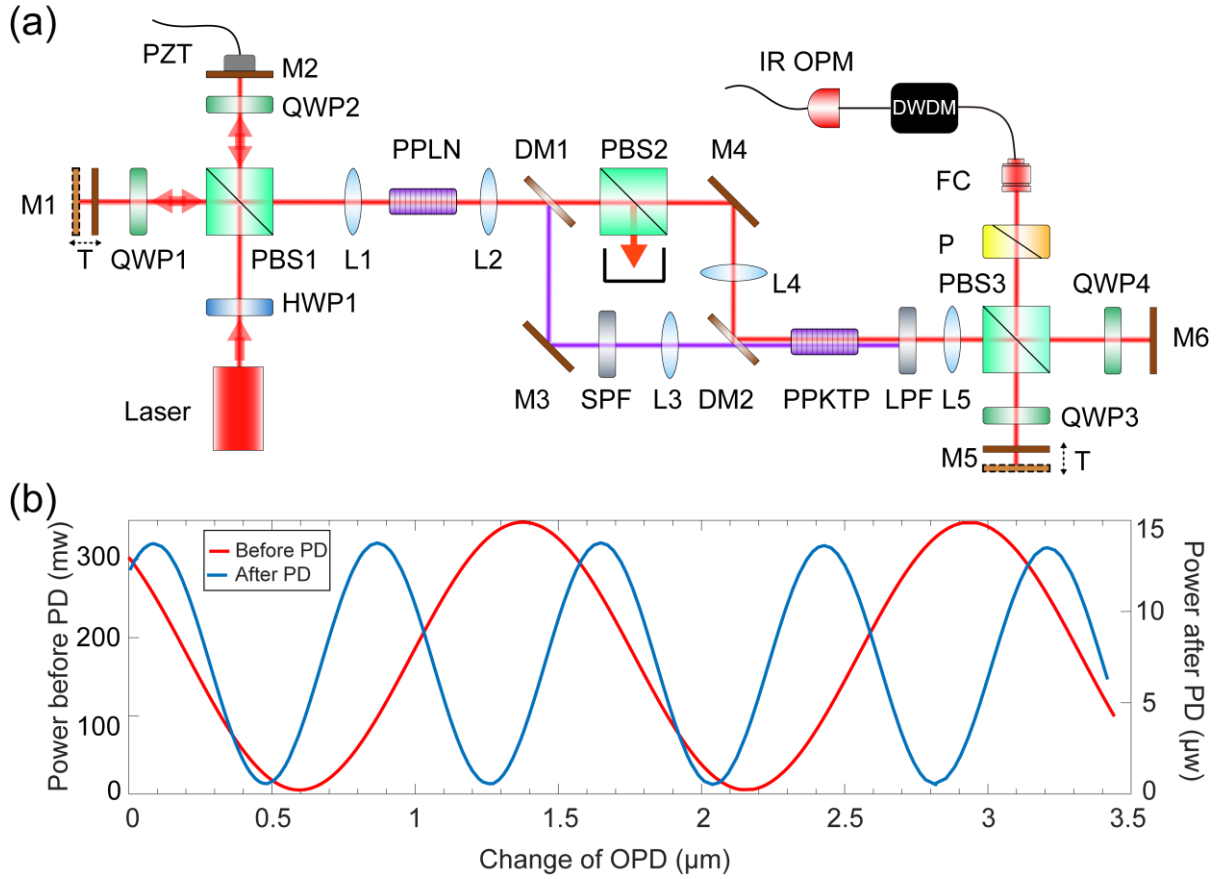 (a)
PZT
M2
QWP2
IR OPM
DWDM
PPLN
DM1
PBS2
M4
FC
M1
T
QWP1
PBS1
L1
L2
L4
P
PBS3
QWP4
HWP1
M6
Laser
M3
SPF
L3
DM2
PPKTP
LPF
L5
QWP3
M5
T
(b)
Before PD
After PD
Power before PD (mw)
300
200
100
0
Power after PD (μw)
15
10
5
0
0
0.5
1
1.5
2
2.5
3
3.5
Change of OPD (μm)